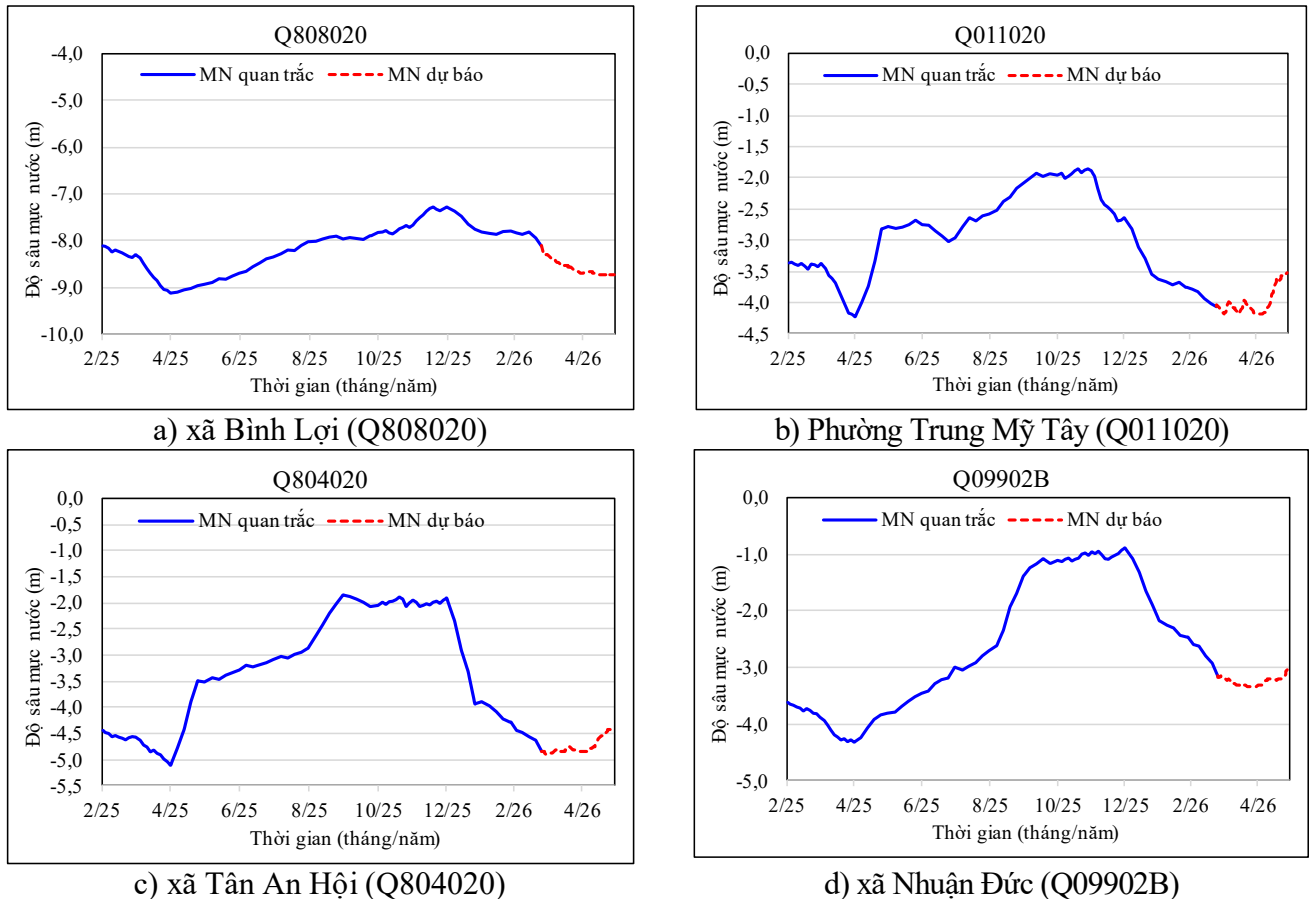 Q808020
MN quan trắc MN dự báo
Độ sâu mực nước (m)
-4,0
-5,0
-6,0
-7,0
-8,0
-9,0
-10,0
2/25 4/25 6/25 8/25 10/25 12/25 2/26 4/26
Thời gian (tháng/năm)
a) xã Bình Lợi (Q808020)
Q011020
MN quan trắc MN dự báo
Độ sâu mực nước (m)
0,0
-0,5
-1,0
-1,5
-2,0
-2,5
-3,0
-3,5
-4,0
-4,5
2/25 4/25 6/25 8/25 10/25 12/25 2/26 4/26
Thời gian (tháng/năm)
b) Phường Trung Mỹ Tây (Q011020)
Q804020
MN quan trắc MN dự báo
Độ sâu mực nước (m)
0,0
-0,5
-1,0
-1,5
-2,0
-2,5
-3,0
-3,5
-4,0
-4,5
-5,0
-5,5
2/25 4/25 6/25 8/25 10/25 12/25 2/26 4/26
Thời gian (tháng/năm)
c) xã Tân An Hội (Q804020)
Q09902B
MN quan trắc MN dự báo
Độ sâu mực nước (m)
0,0
-1,0
-2,0
-3,0
-4,0
-5,0
2/25 4/25 6/25 8/25 10/25 12/25 2/26 4/26
Thời gian (tháng/năm)
d) xã Nhuận Đức (Q09902B)